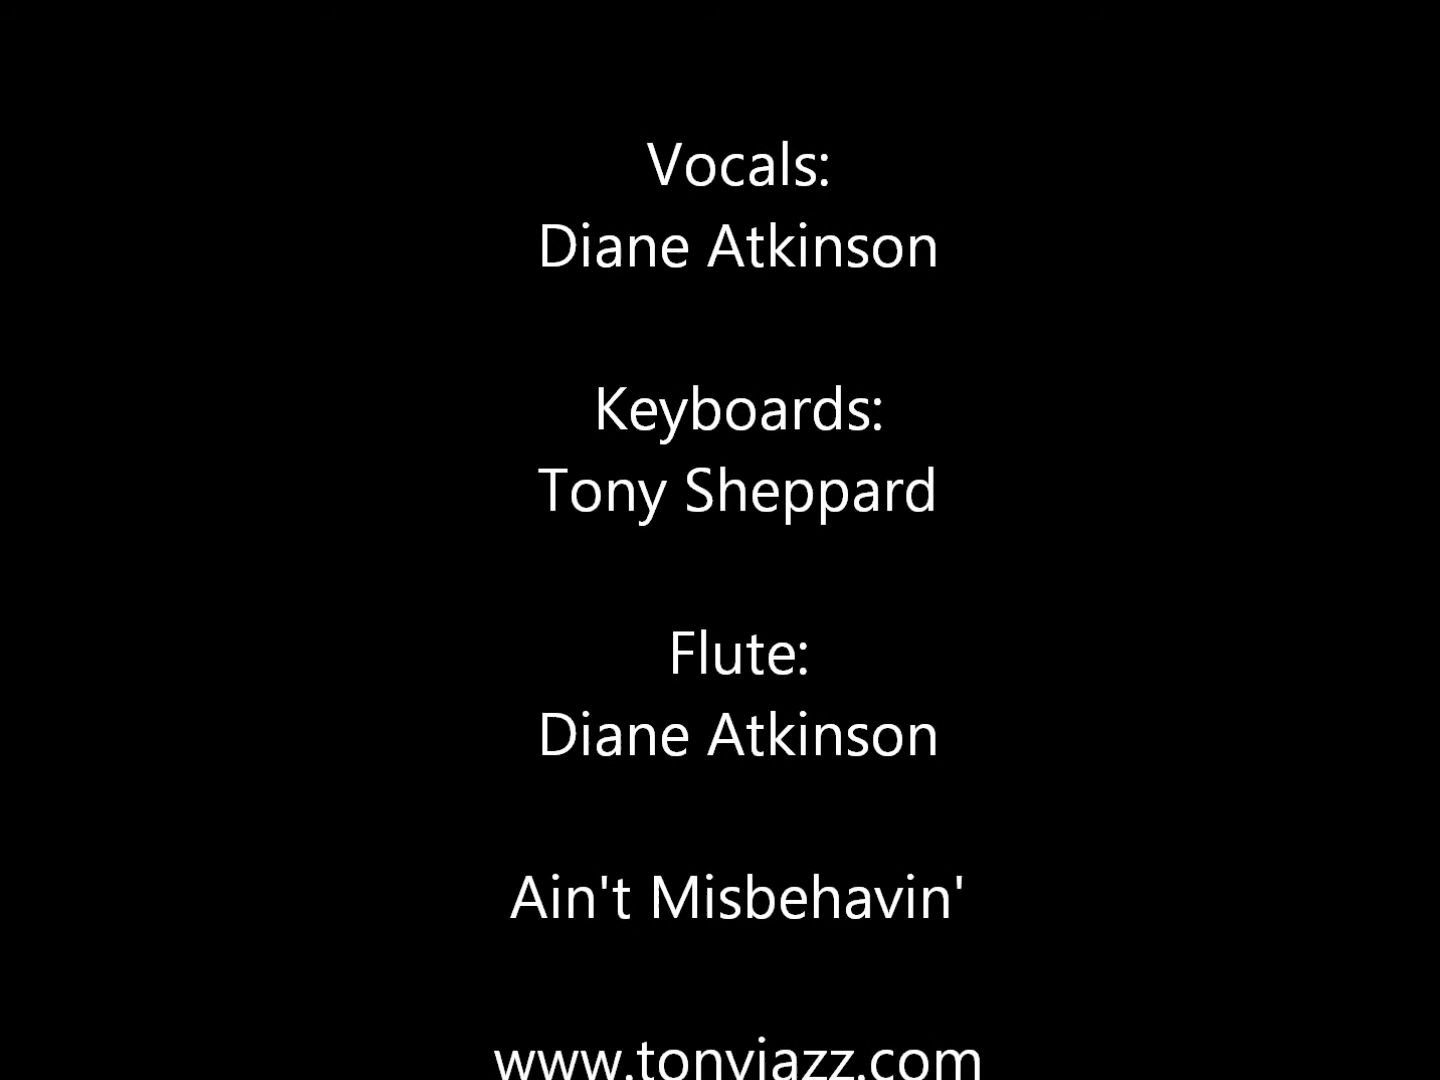 Vocals:
Diane Atkinson
Keyboards:
Tony Sheppard
Flute:
Diane Atkinson
Ain't Misbehavin'
www.tonyjazz.com